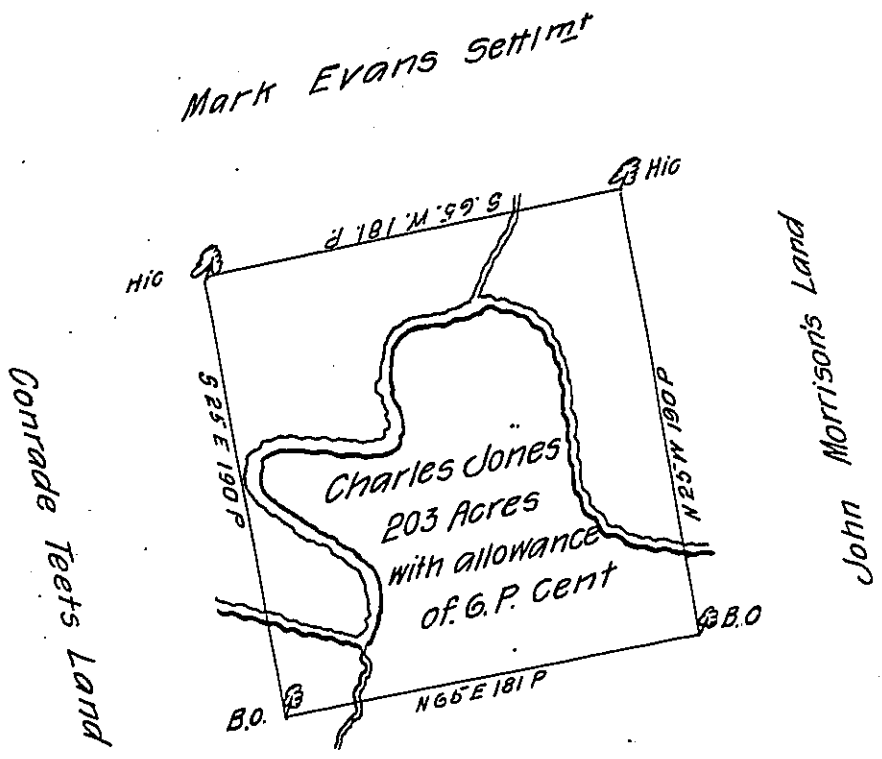 Mark Evans Settlmt
Hic
S. 65. W. 181. P.
Hic
S 25 E 190 P
N 25 W 190 P
Conrade Teets Land
John Morrison's Land
Charles Jones
203 Acres
with allowance
of. 6. P. Cent
B.O
N 65 E 181 P
B.O.